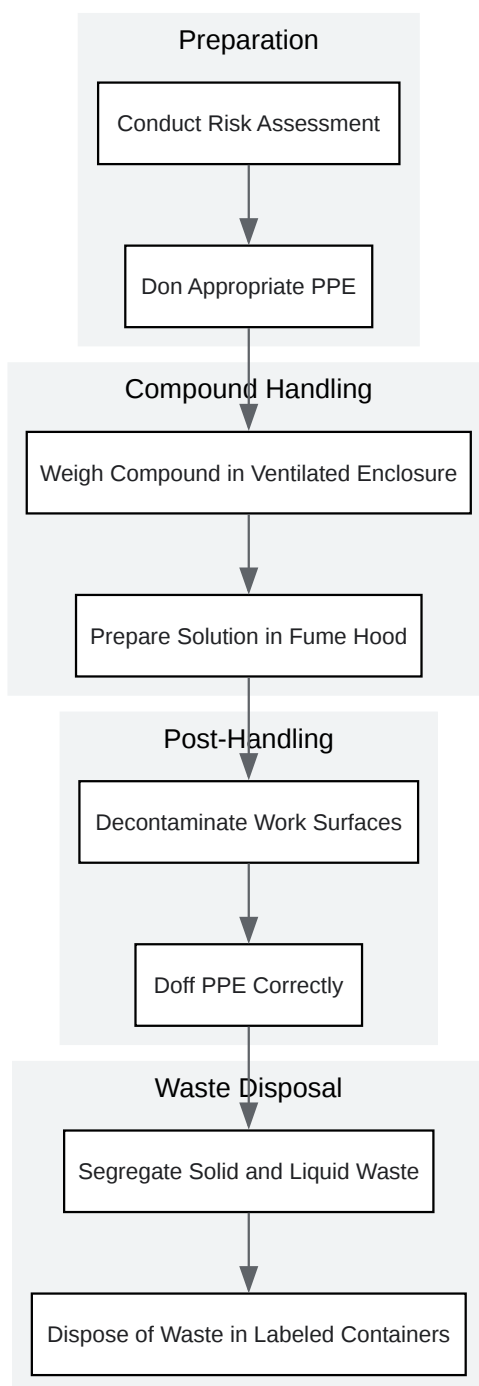 Preparation
Conduct Risk Assessment
Don Appropriate PPE
Compound Handling
Weigh Compound in Ventilated Enclosure
Prepare Solution in Fume Hood
Post-Handling
Decontaminate Work Surfaces
Doff PPE Correctly
Waste Disposal
Segregate Solid and Liquid Waste
Dispose of Waste in Labeled Containers